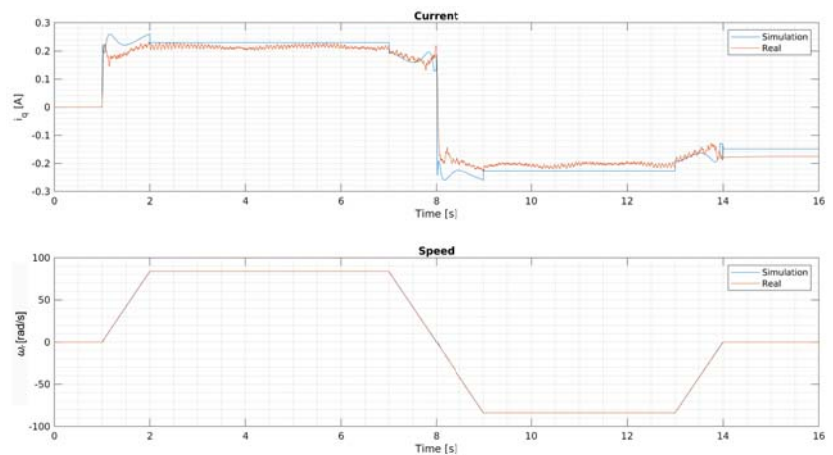 Current
0.3
0.2
0.1
0
-0.1
-0.2
-0.3
i_q [A]
Simulation
Real
0 2 4 6 8 10 12 14 16
Time [s]
Speed
100
50
0
-50
-100
ω_r [rad/s]
Simulation
Real
0 2 4 6 8 10 12 14 16
Time [s]